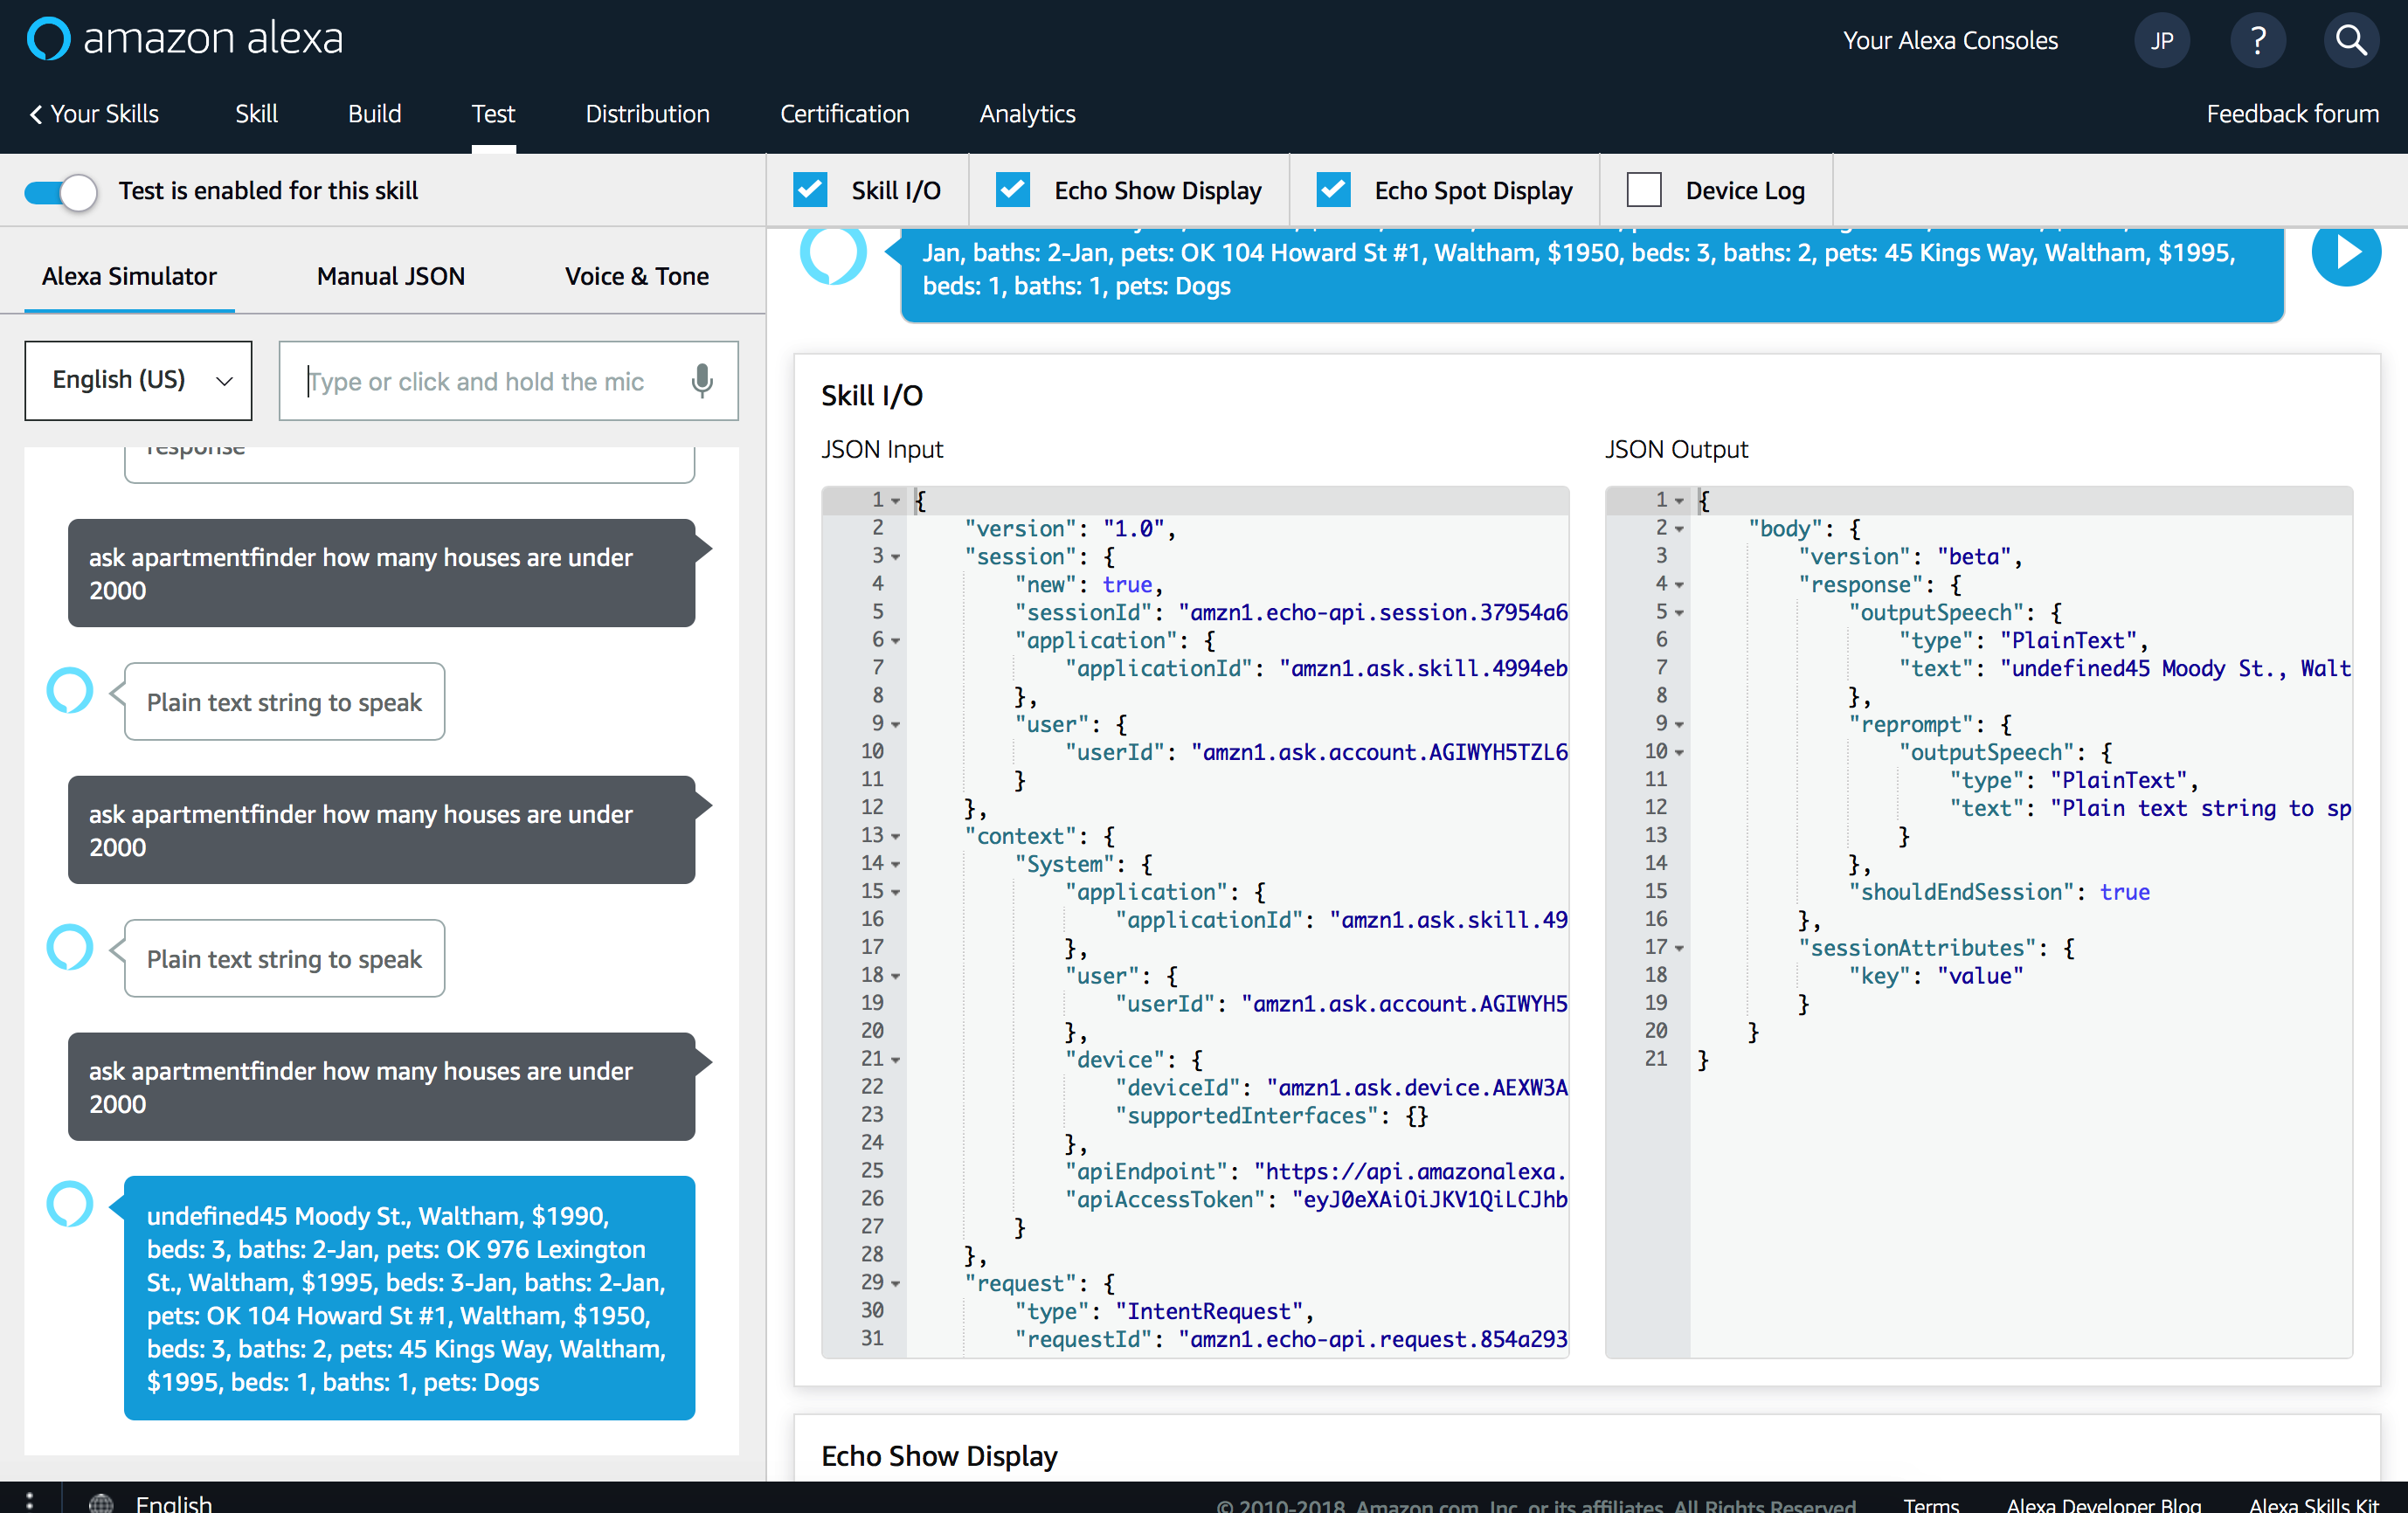 amazon alexa
Your Alexa Consoles
JP
?
Your Skills
Skill
Build
Test
Distribution
Certification
Analytics
Feedback forum
Test is enabled for this skill
Skill I/O
Echo Show Display
Echo Spot Display
Device Log
Alexa Simulator
Manual JSON
Voice & Tone
English (US)
Type or click and hold the mic
response
ask apartmentfinder how many houses are under
2000
Plain text string to speak
ask apartmentfinder how many houses are under
2000
Plain text string to speak
ask apartmentfinder how many houses are under
2000
undefined45 Moody St., Waltham, $1990,
beds: 3, baths: 2-Jan, pets: OK 976 Lexington
St., Waltham, $1995, beds: 3-Jan, baths: 2-Jan,
pets: OK 104 Howard St #1, Waltham, $1950,
beds: 3, baths: 2, pets: 45 Kings Way, Waltham,
$1995, beds: 1, baths: 1, pets: Dogs
Jan, baths: 2-Jan, pets: OK 104 Howard St #1, Waltham, $1950, beds: 3, baths: 2, pets: 45 Kings Way, Waltham, $1995,
beds: 1, baths: 1, pets: Dogs
Skill I/O
JSON Input
1 {
2 "version": "1.0",
3 "session": {
4 "new": true,
5 "sessionId": "amzn1.echo-api.session.37954a6
6 "application": {
7 "applicationId": "amzn1.ask.skill.4994eb
8 },
9 "user": {
10 "userId": "amzn1.ask.account.AGIWYH5TZL6
11 }
12 },
13 "context": {
14 "System": {
15 "application": {
16 "applicationId": "amzn1.ask.skill.49
17 },
18 "user": {
19 "userId": "amzn1.ask.account.AGIWYH5
20 },
21 "device": {
22 "deviceId": "amzn1.ask.device.AEXW3A
23 "supportedInterfaces": {}
24 },
25 "apiEndpoint": "https://api.amazonalexa.
26 "apiAccessToken": "eyJ0eXAiOiJKV1QiLCJhb
27 }
28 },
29 "request": {
30 "type": "IntentRequest",
31 "requestId": "amzn1.echo-api.request.854a293
JSON Output
1 {
2 "body": {
3 "version": "beta",
4 "response": {
5 "outputSpeech": {
6 "type": "PlainText",
7 "text": "undefined45 Moody St., Walt
8 },
9 "reprompt": {
10 "outputSpeech": {
11 "type": "PlainText",
12 "text": "Plain text string to sp
13 }
14 },
15 "shouldEndSession": true
16 },
17 "sessionAttributes": {
18 "key": "value"
19 }
20 }
21 }
Echo Show Display
English
© 2010-2018, Amazon.com, Inc. or its affiliates. All Rights Reserved.
Terms
Alexa Developer Blog
Alexa Skills Kit